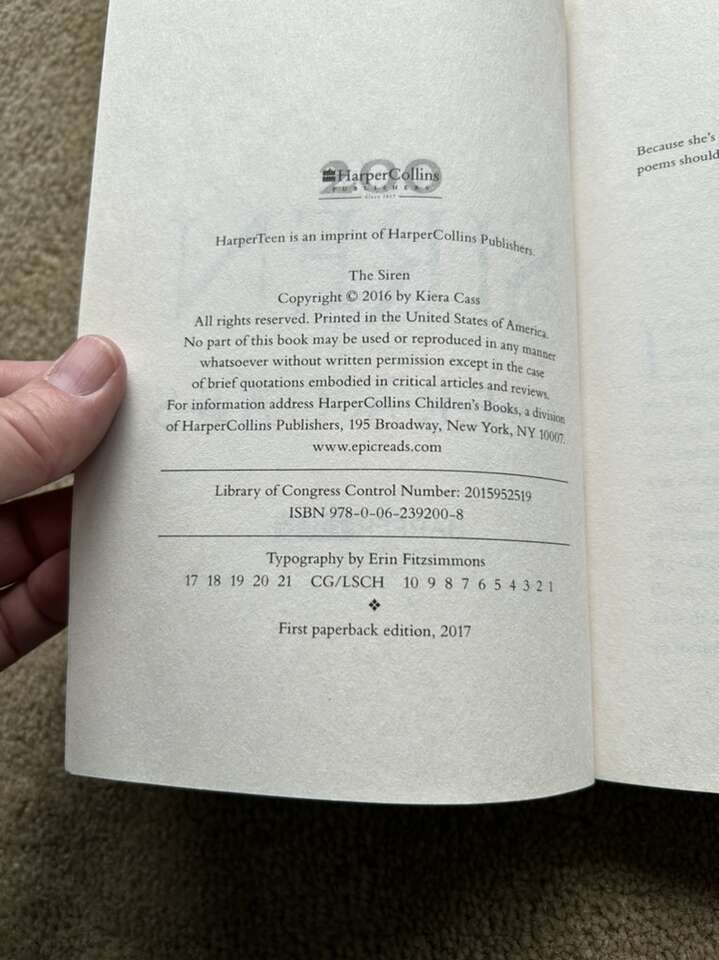 200
HarperCollins
PUBLISHERS
Since 1817
HarperTeen is an imprint of HarperCollins Publishers.
The Siren
Copyright © 2016 by Kiera Cass
All rights reserved. Printed in the United States of America.
No part of this book may be used or reproduced in any manner
whatsoever without written permission except in the case
of brief quotations embodied in critical articles and reviews.
For information address HarperCollins Children's Books, a division
of HarperCollins Publishers, 195 Broadway, New York, NY 10007.
www.epicreads.com
Library of Congress Control Number: 2015952519
ISBN 978-0-06-239200-8
Typography by Erin Fitzsimmons
17 18 19 20 21 CG/LSCH 10 9 8 7 6 5 4 3 2 1
❖
First paperback edition, 2017
Because she's
poems should